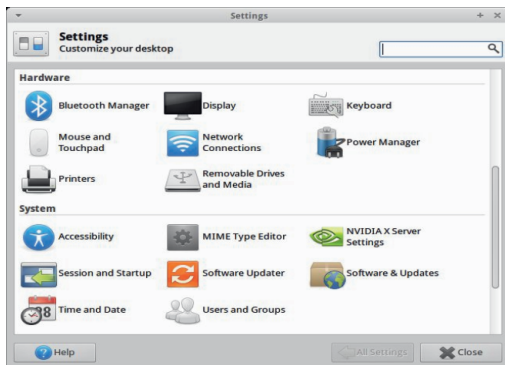 Settings
Settings
Customize your desktop
Hardware
Bluetooth Manager
Display
Keyboard
Mouse and
Touchpad
Network
Connections
Power Manager
Printers
Removable Drives
and Media
System
Accessibility
MIME Type Editor
NVIDIA X Server
Settings
Session and Startup
Software Updater
Software & Updates
Time and Date
Users and Groups
Help
All Settings
Close